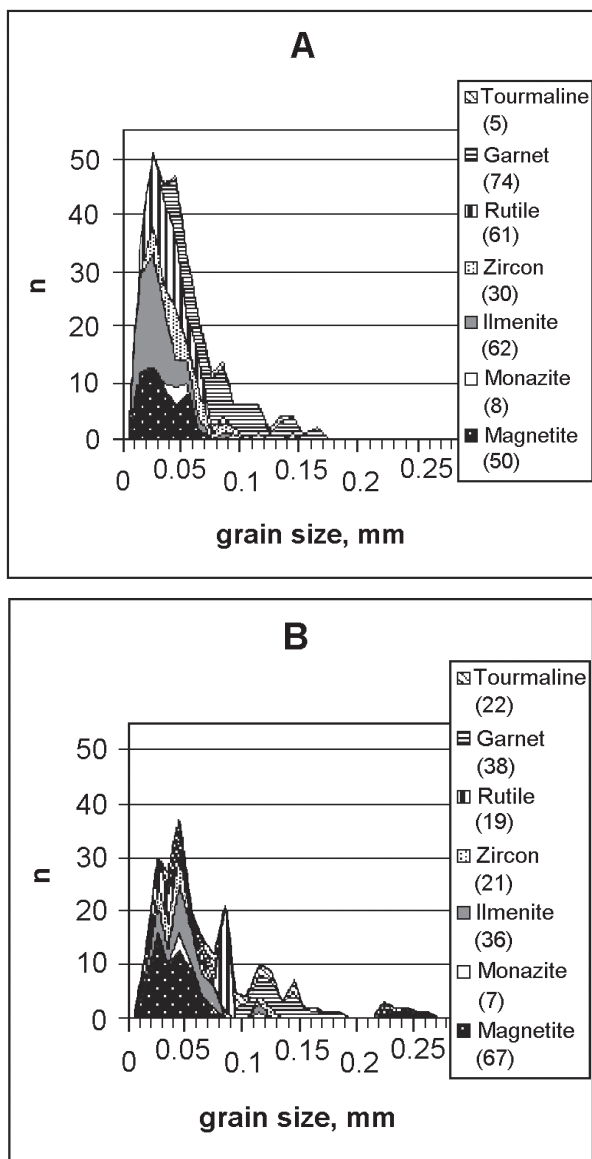 A
50
40
30
20
10
0
n
0
0.05
0.1
0.15
0.2
0.25
grain size, mm
Tourmaline
(5)
Garnet
(74)
Rutile
(61)
Zircon
(30)
Ilmenite
(62)
Monazite
(8)
Magnetite
(50)
B
50
40
30
20
10
0
n
0
0.05
0.1
0.15
0.2
0.25
grain size, mm
Tourmaline
(22)
Garnet
(38)
Rutile
(19)
Zircon
(21)
Ilmenite
(36)
Monazite
(7)
Magnetite
(67)